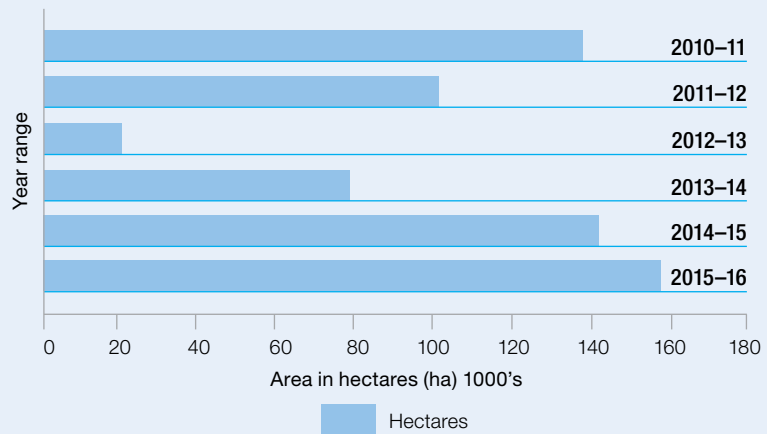 Year range
2010–11
2011–12
2012–13
2013–14
2014–15
2015–16
0 20 40 60 80 100 120 140 160 180
Area in hectares (ha) 1000's
Hectares